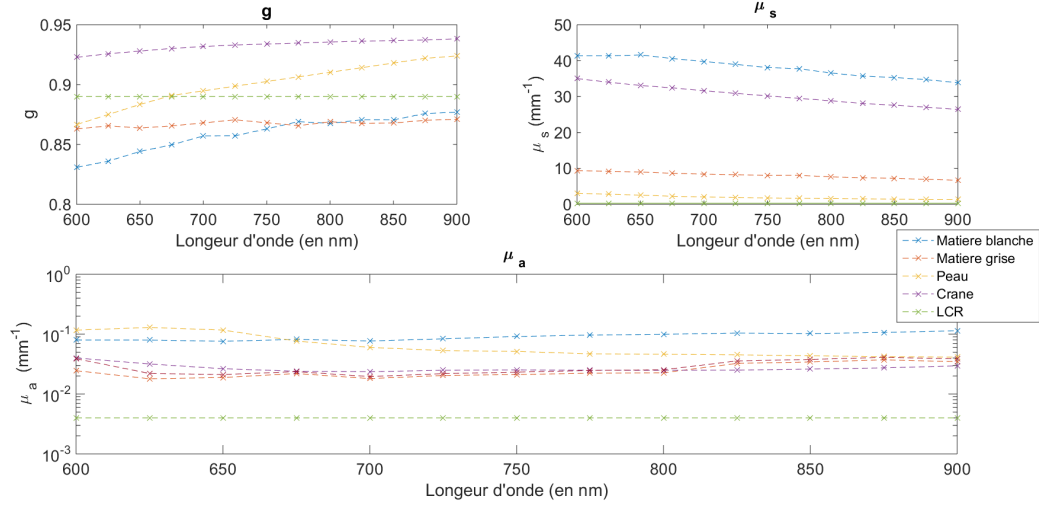 g
0.95
0.9
0.85
0.8
g
600 650 700 750 800 850 900
Longeur d'onde (en nm)
μ s
50
40
30
20
10
0
μ s (mm-1)
600 650 700 750 800 850 900
Longeur d'onde (en nm)
Matiere blanche
Matiere grise
Peau
Crane
LCR
μ a
10^0
10^-1
10^-2
10^-3
μ a (mm-1)
600 650 700 750 800 850 900
Longeur d'onde (en nm)